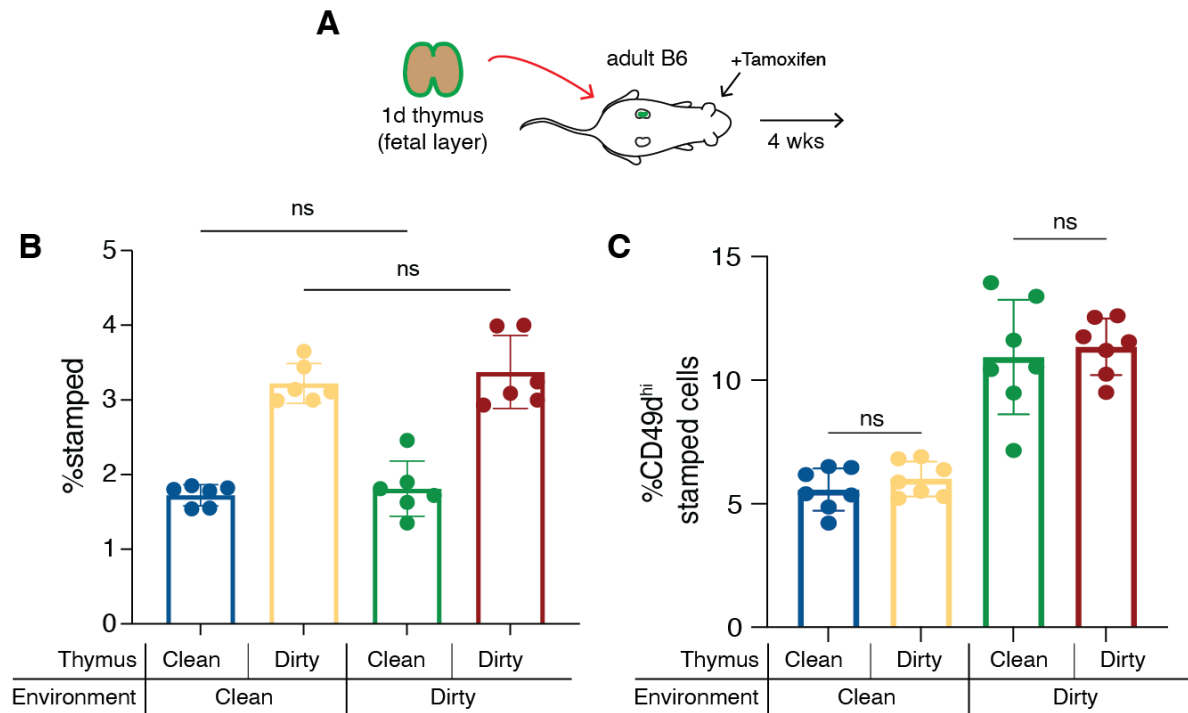 A
adult B6
+Tamoxifen
1d thymus
(fetal layer)
4 wks
B
ns
ns
%stamped
5
4
3
2
1
0
Thymus Clean Dirty Clean Dirty
Environment Clean Dirty
C
ns
ns
%CD49dhi
stamped cells
15
10
5
0
Thymus Clean Dirty Clean Dirty
Environment Clean Dirty